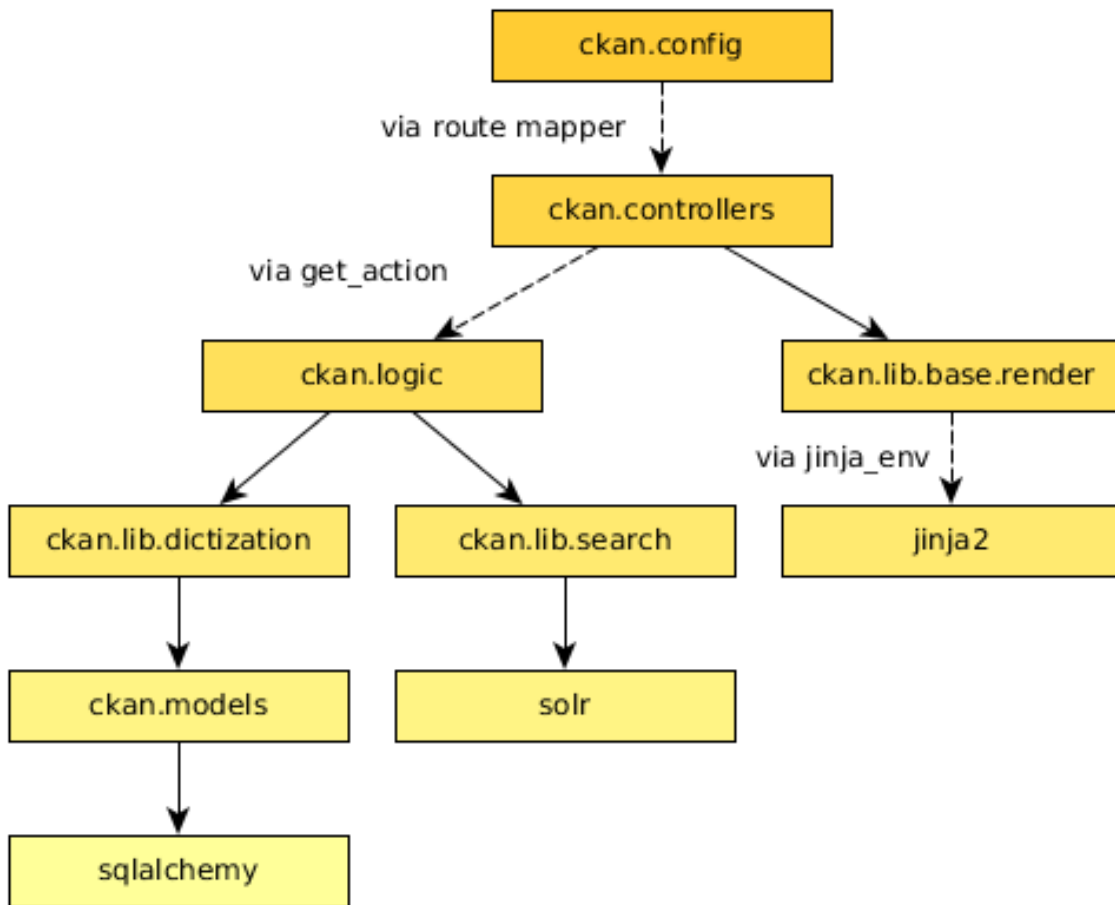 ckan.config
via route mapper
ckan.controllers
via get_action
ckan.logic
ckan.lib.base.render
via jinja_env
ckan.lib.dictization
ckan.lib.search
jinja2
ckan.models
solr
sqlalchemy